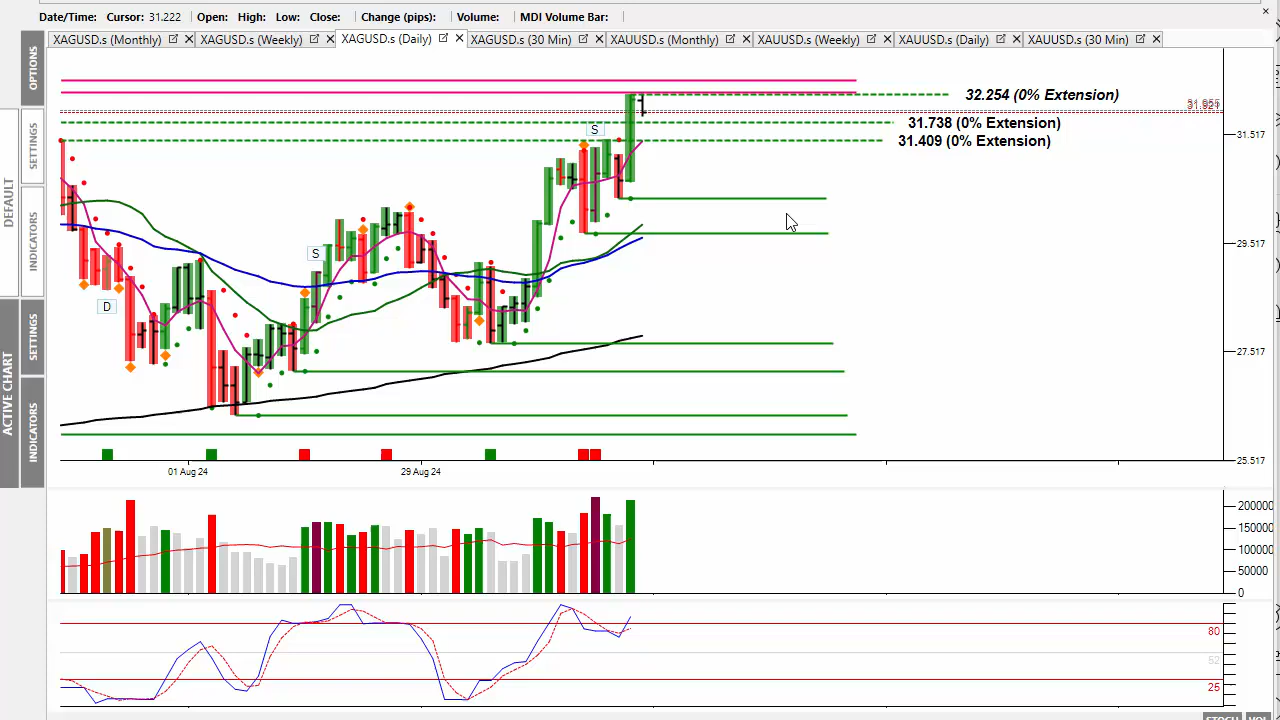 Date/Time: Cursor: 31.222 Open: High: Low: Close: Change (pips): Volume: MDI Volume Bar:
XAGUSD.s (Monthly) XAGUSD.s (Weekly) XAGUSD.s (Daily) XAGUSD.s (30 Min) XAUUSD.s (Monthly) XAUUSD.s (Weekly) XAUUSD.s (Daily) XAUUSD.s (30 Min)
OPTIONS
SETTINGS
INDICATORS
DEFAULT
SETTINGS
INDICATORS
ACTIVE CHART
32.254 (0% Extension)
31.738 (0% Extension)
31.409 (0% Extension)
S
S
D
31.517
29.517
27.517
25.517
01 Aug 24
29 Aug 24
200000
150000
100000
50000
0
80
52
25